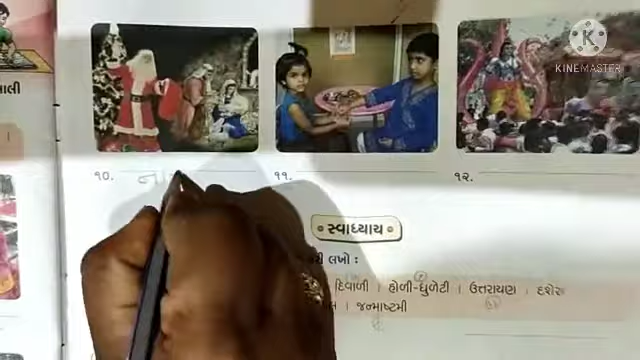 KINEMASTER
૧૦. ના
૧૧.
૧૨.
સ્વાધ્યાય
લખો :
દિવાળી । હોળી-ધુળેટી । ઉત્તરાયણ । દશેરા
। જન્માષ્ટમી